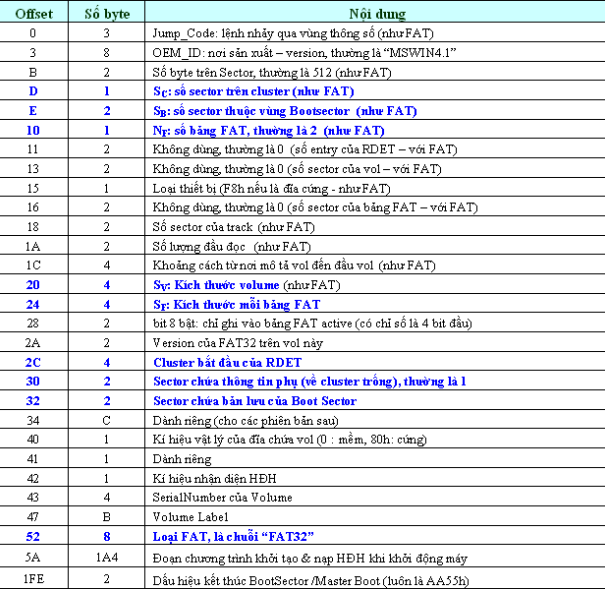 Offset Số byte Nội dung
0 3 Jump_Code: lệnh nhảy qua vùng thông số (như FAT)
3 8 OEM_ID: nơi sản xuất – version, thường là “MSWIN4.1”
B 2 Số byte trên Sector, thường là 512 (như FAT)
D 1 SC: số sector trên cluster (như FAT)
E 2 SB: số sector thuộc vùng Bootsector (như FAT)
10 1 NF: số bảng FAT, thường là 2 (như FAT)
11 2 Không dùng, thường là 0 (số entry của RDET – với FAT)
13 2 Không dùng, thường là 0 (số sector của vol – với FAT)
15 1 Loại thiết bị (F8h nếu là đĩa cứng - như FAT)
16 2 Không dùng, thường là 0 (số sector của bảng FAT – với FAT)
18 2 Số sector của track (như FAT)
1A 2 Số lượng đầu đọc (như FAT)
1C 4 Khoảng cách từ nơi mô tả vol đến đầu vol (như FAT)
20 4 SV: Kích thước volume (như FAT)
24 4 SF: Kích thước mỗi bảng FAT
28 2 bit 8 bật: chỉ ghi vào bảng FAT active (có chỉ số là 4 bit đầu)
2A 2 Version của FAT32 trên vol này
2C 4 Cluster bắt đầu của RDET
30 2 Sector chứa thông tin phụ (về cluster trống), thường là 1
32 2 Sector chứa bản lưu của Boot Sector
34 C Dành riêng (cho các phiên bản sau)
40 1 Kí hiệu vật lý của đĩa chứa vol (0 : mềm, 80h: cứng)
41 1 Dành riêng
42 1 Kí hiệu nhận diện HĐH
43 4 SerialNumber của Volume
47 B Volume Label
52 8 Loại FAT, là chuỗi “FAT32”
5A 1A4 Đoạn chương trình khởi tạo & nạp HĐH khi khởi động máy
1FE 2 Dấu hiệu kết thúc BootSector /Master Boot (luôn là AA55h)